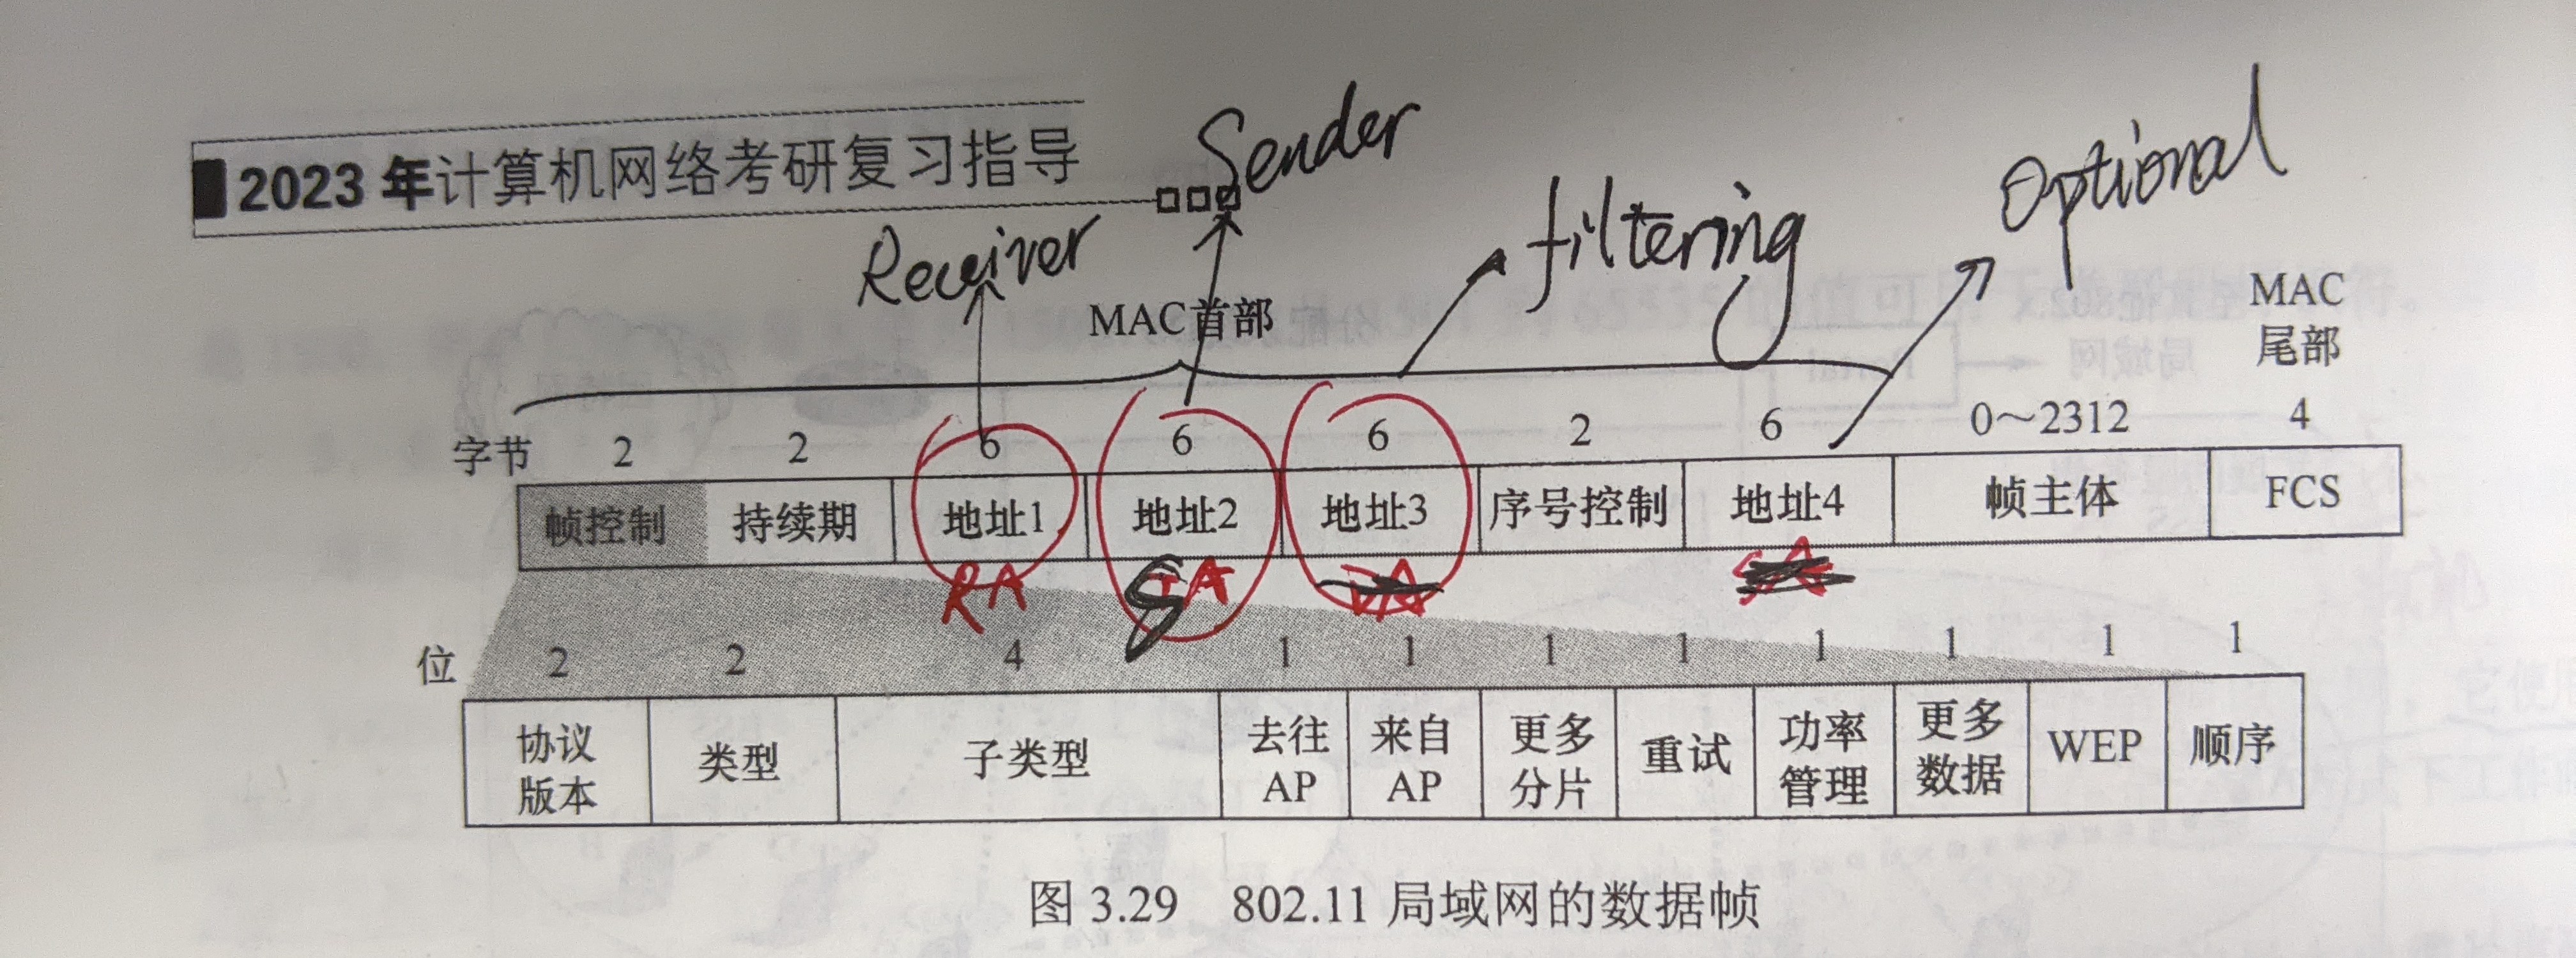 2023 年计算机网络考研复习指导
Sender
Receiver
filtering
Optional
MAC首部
MAC
尾部
字节 2 2 6 6 6 2 6 0～2312 4
帧控制 持续期 地址1 地址2 地址3 序号控制 地址4 帧主体 FCS
RA SA DA SA
位 2 2 4 1 1 1 1 1 1 1 1
协议版本 类型 子类型 去往AP 来自AP 更多分片 重试 功率管理 更多数据 WEP 顺序
图 3.29 802.11 局域网的数据帧